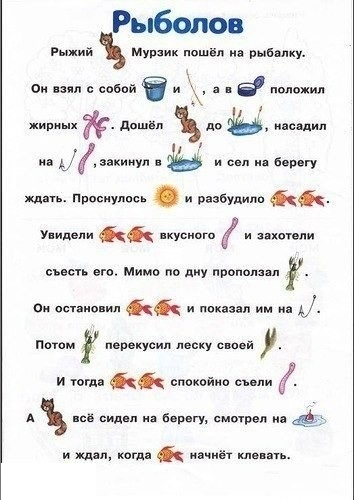 Рыболов
Рыжий Мурзик пошёл на рыбалку.
Он взял с собой и , а в положил
жирных . Дошёл до , насадил
на , закинул в и сел на берегу
ждать. Проснулось и разбудило .
Увидели вкусного и захотели
съесть его. Мимо по дну проползал .
Он остановил и показал им на .
Потом перекусил леску своей .
И тогда спокойно съели .
А всё сидел на берегу, смотрел на
и ждал, когда начнёт клевать.